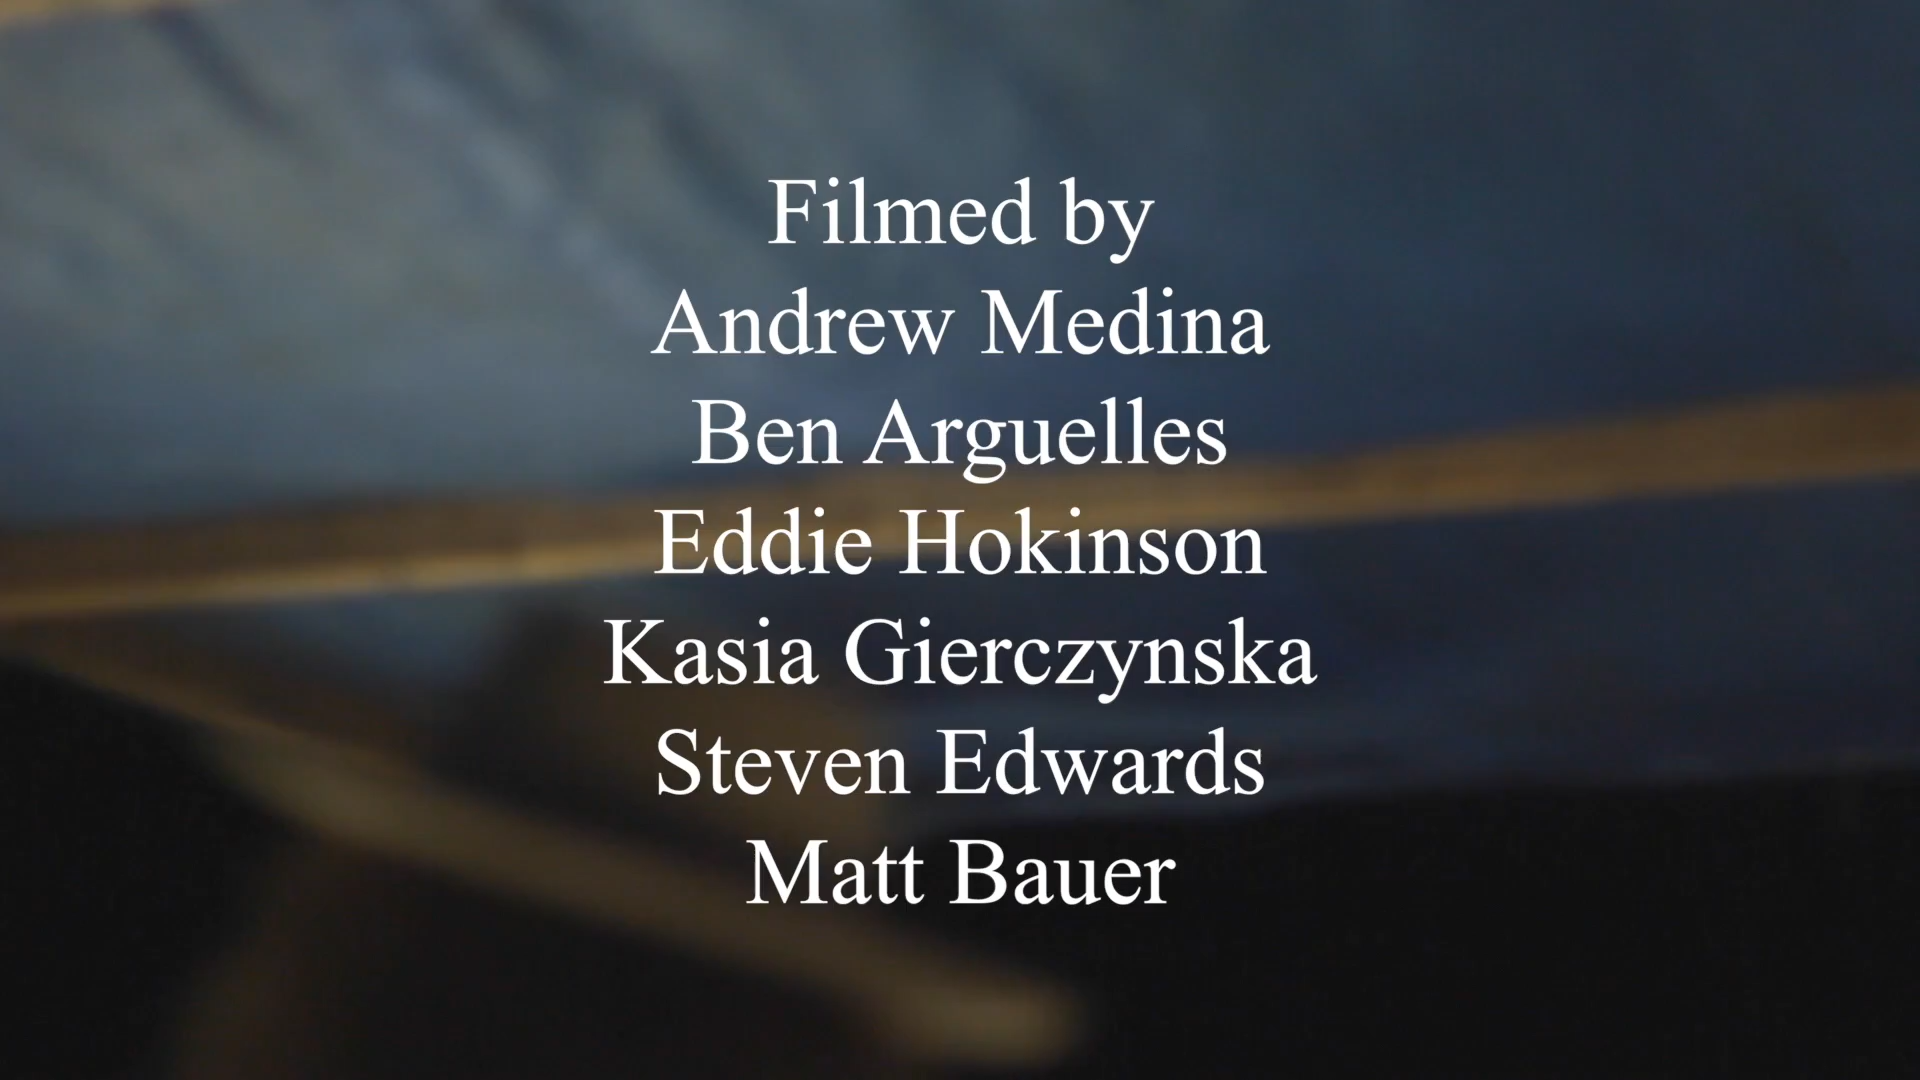 Filmed by
Andrew Medina
Ben Arguelles
Eddie Hokinson
Kasia Gierczynska
Steven Edwards
Matt Bauer